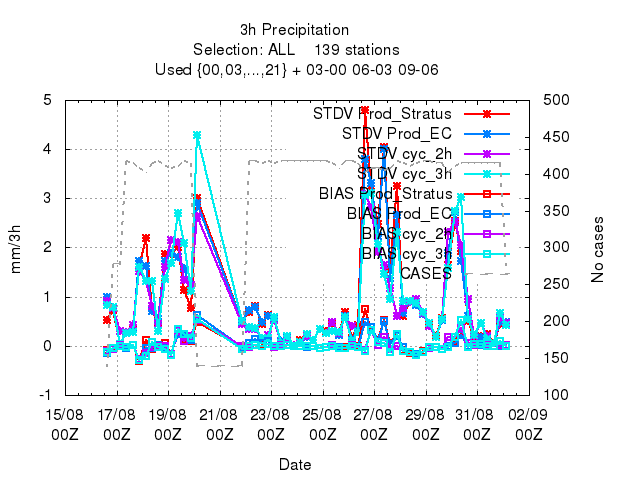 3h Precipitation
Selection: ALL    139 stations
Used {00,03,...,21} + 03-00 06-03 09-06
5 500
STDV Prod_Stratus
450
STDV Prod_EC
4 STDV cyc_2h
400
STDV cyc_3h
3 BIAS Prod_Stratus
350
BIAS Prod_EC
BIAS cyc_2h
2 300
BIAS cyc_3h
CASES
250
1
200
0
150
-1 100
mm/3h
No cases
15/08 17/08 19/08 21/08 23/08 25/08 27/08 29/08 31/08 02/09
00Z 00Z 00Z 00Z 00Z 00Z 00Z 00Z 00Z 00Z
Date